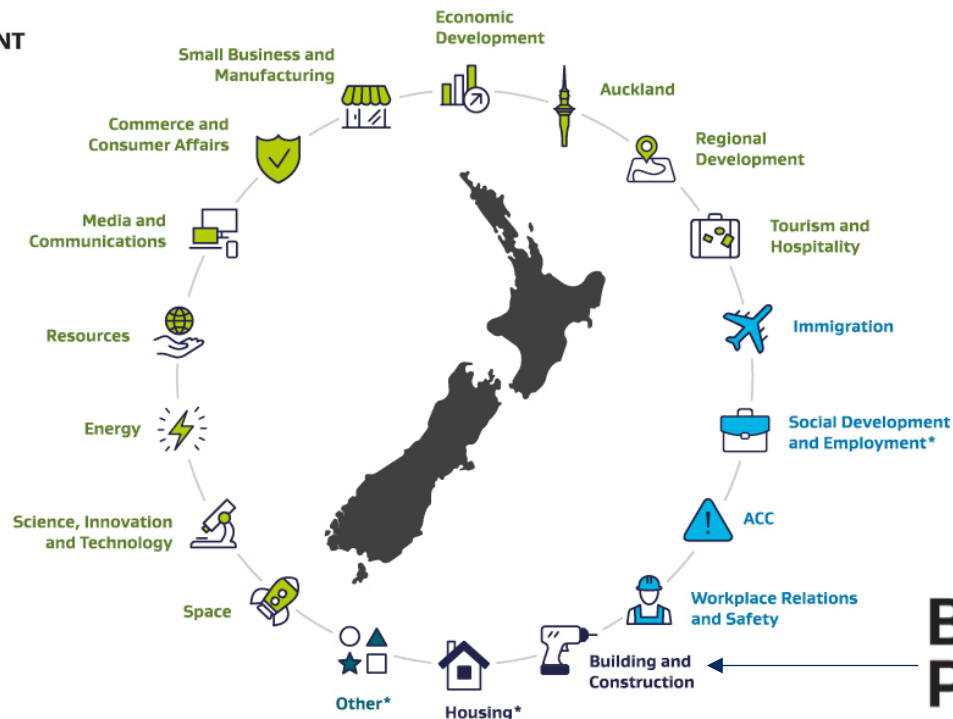 NT
Economic
Development
Small Business and
Manufacturing
Auckland
Commerce and
Consumer Affairs
Regional
Development
Media and
Communications
Tourism and
Hospitality
Resources
Immigration
Energy
Social Development
and Employment*
Science, Innovation
and Technology
ACC
Space
Workplace Relations
and Safety
Other*
Housing*
Building and
Construction
B
P